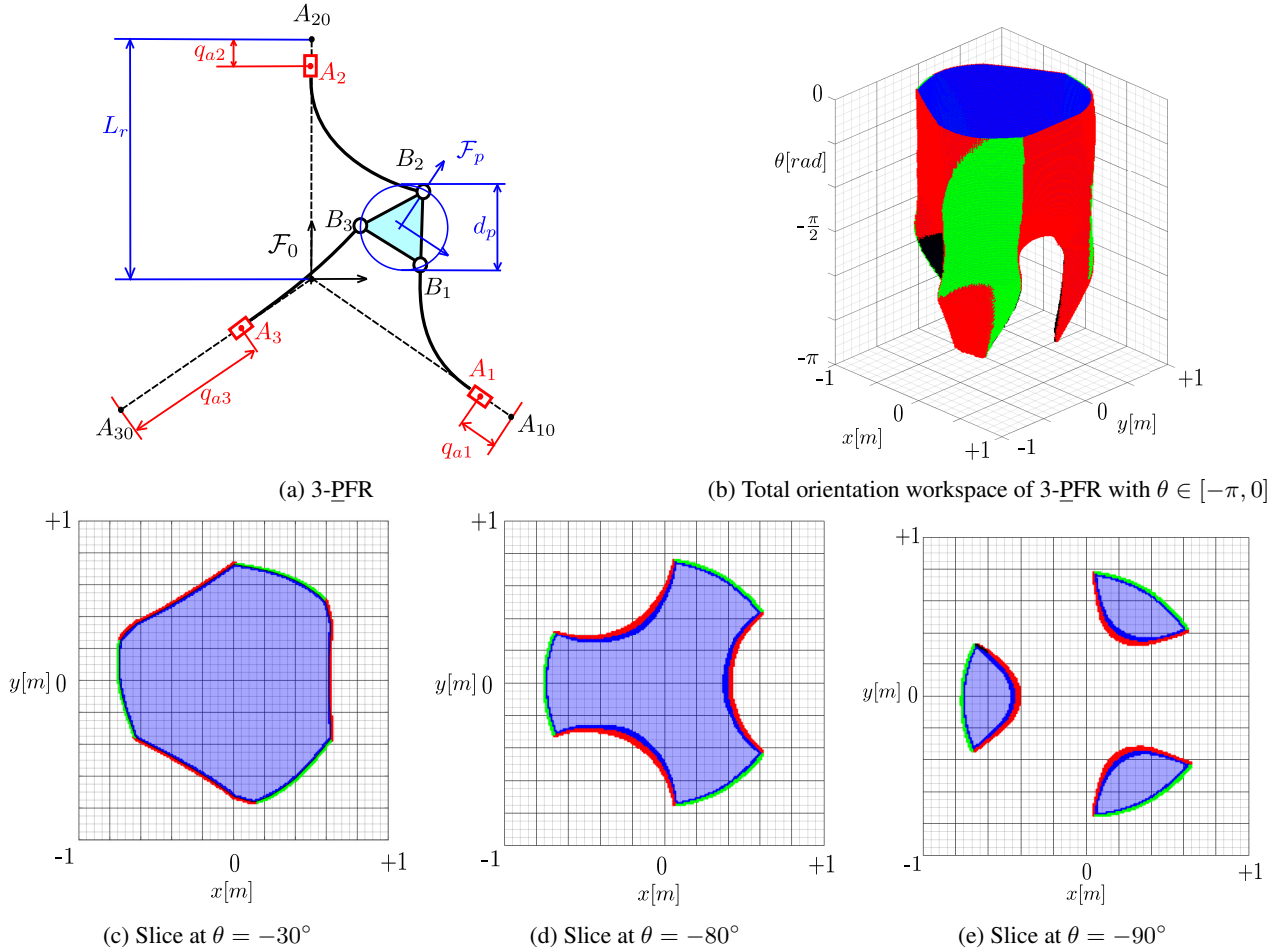 A20
qa2
A2
Lr
B2
Fp
B3
dp
F0
B1
A3
A1
qa3
A30
A10
qa1
(a) 3-PFR
0
θ[rad]
-π/2
-π
-1
+1
0
0
x[m]
y[m]
+1
-1
(b) Total orientation workspace of 3-PFR with θ ∈ [−π, 0]
+1
y[m]
0
-1
0
+1
x[m]
(c) Slice at θ = −30°
+1
y[m]
0
-1
0
+1
x[m]
(d) Slice at θ = −80°
+1
y[m]
0
-1
0
+1
x[m]
(e) Slice at θ = −90°